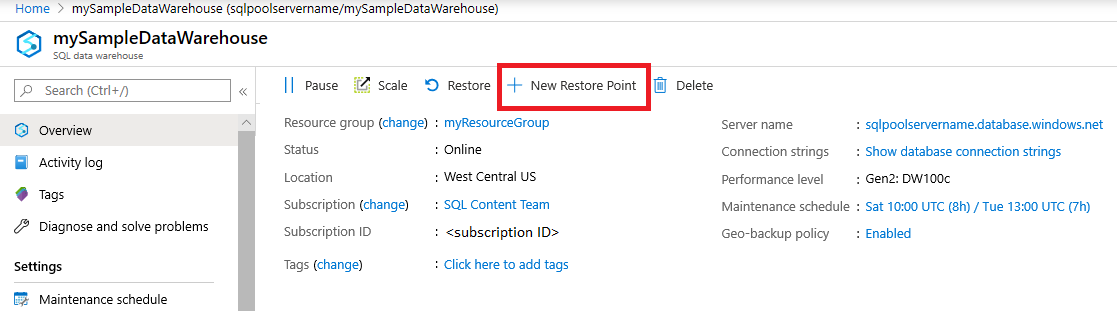 Home > mySampleDataWarehouse (sqlpoolservername/mySampleDataWarehouse)
mySampleDataWarehouse
SQL data warehouse
Search (Ctrl+/)
«
Overview
Activity log
Tags
Diagnose and solve problems
Settings
Maintenance schedule
Pause Scale Restore New Restore Point Delete
Resource group (change) : myResourceGroup
Status : Online
Location : West Central US
Subscription (change) : SQL Content Team
Subscription ID : <subscription ID>
Tags (change) : Click here to add tags
Server name : sqlpoolservername.database.windows.net
Connection strings : Show database connection strings
Performance level : Gen2: DW100c
Maintenance schedule : Sat 10:00 UTC (8h) / Tue 13:00 UTC (7h)
Geo-backup policy : Enabled